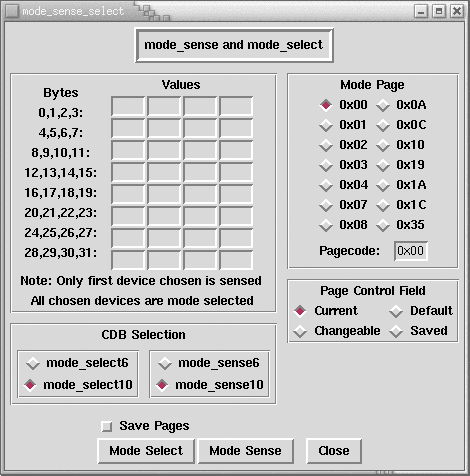 mode_sense_select
mode_sense and mode_select
Values
Bytes
0,1,2,3:
4,5,6,7:
8,9,10,11:
12,13,14,15:
16,17,18,19:
20,21,22,23:
24,25,26,27:
28,29,30,31:
Note: Only first device chosen is sensed
All chosen devices are mode selected
Mode Page
0x00 0x0A
0x01 0x0C
0x02 0x10
0x03 0x19
0x04 0x1A
0x07 0x1C
0x08 0x35
Pagecode: 0x00
Page Control Field
Current Default
Changeable Saved
CDB Selection
mode_select6 mode_sense6
mode_select10 mode_sense10
Save Pages
Mode Select Mode Sense Close